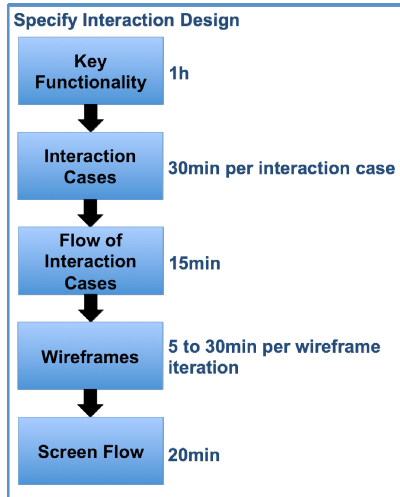 Specify Interaction Design
Key
Functionality
1h
Interaction
Cases
30min per interaction case
Flow of
Interaction
Cases
15min
Wireframes
5 to 30min per wireframe
iteration
Screen Flow
20min